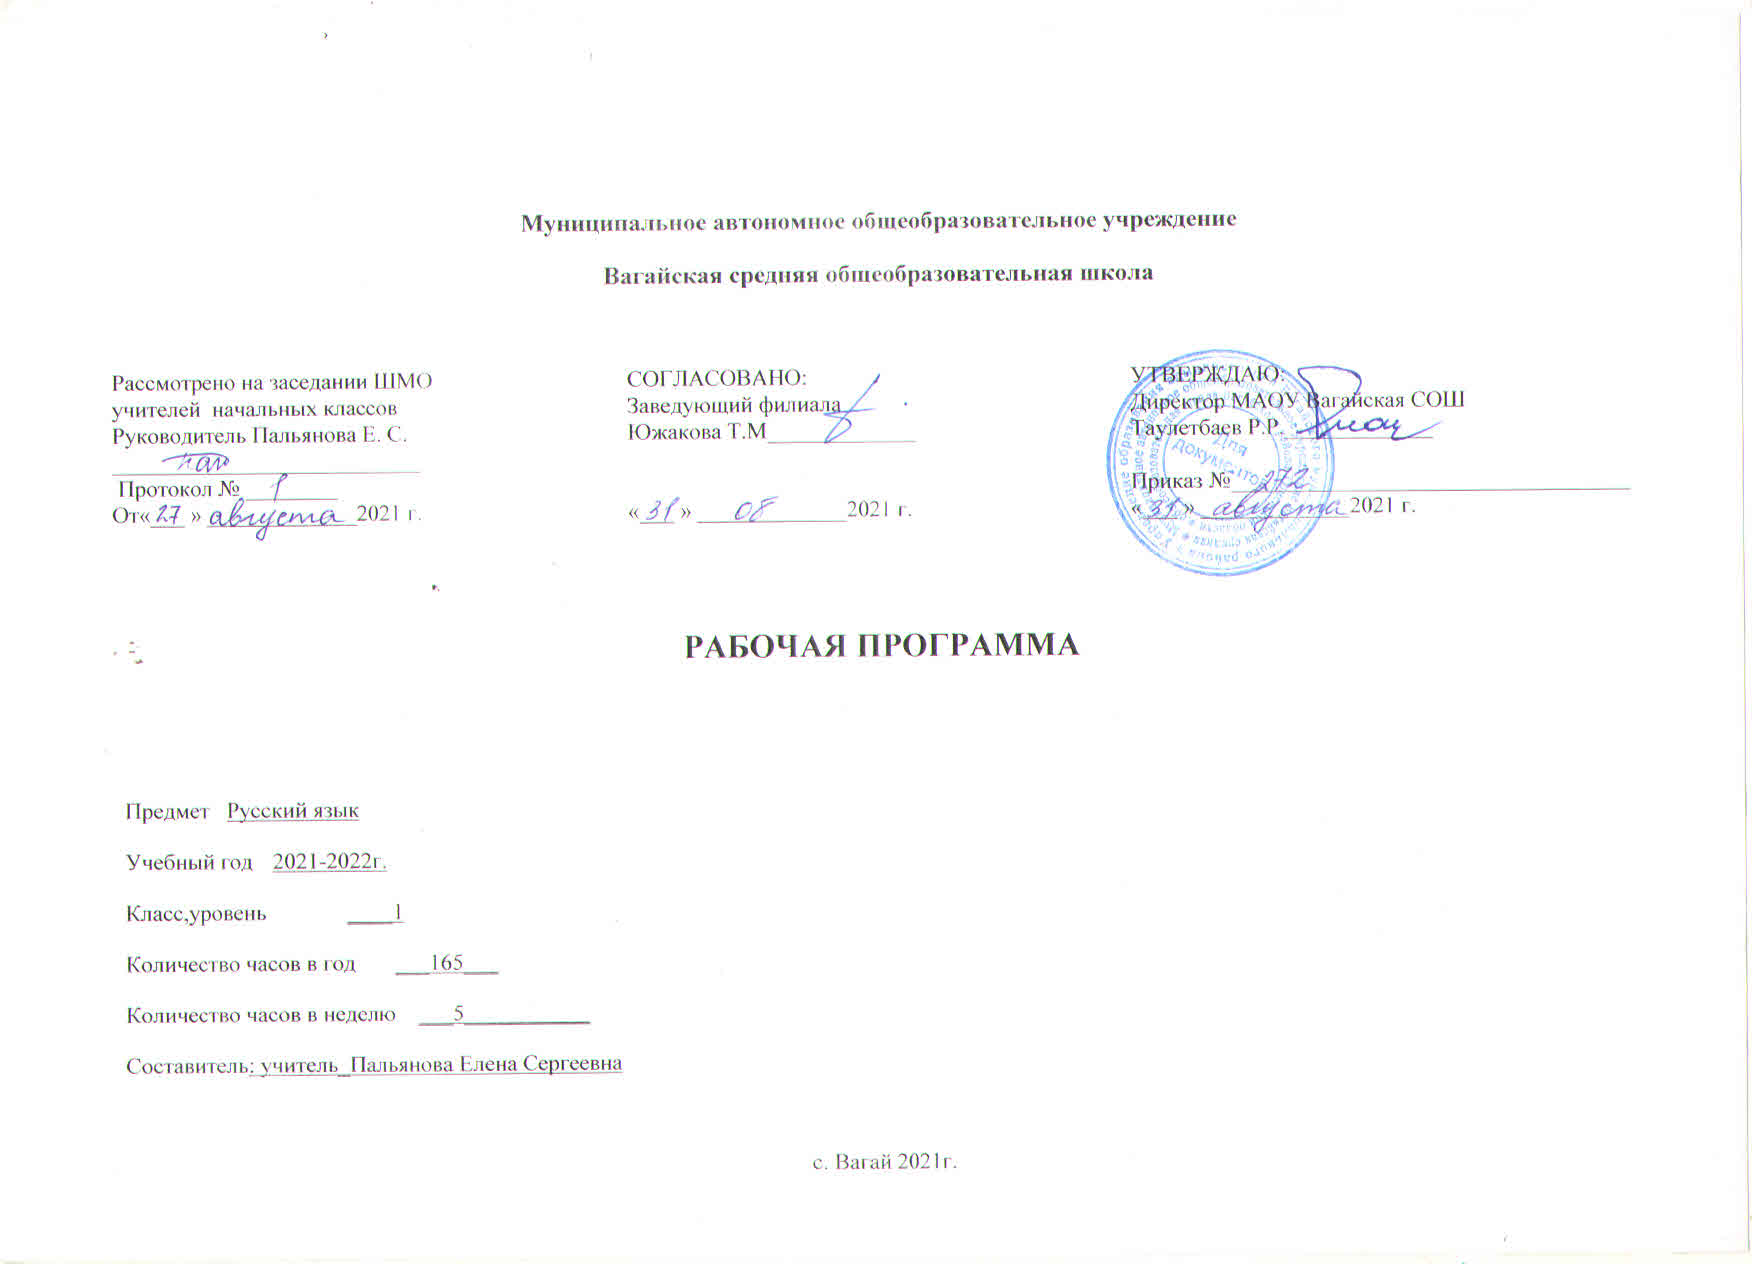 Муниципальное автономное общеобразовательное учреждение
Вагайская средняя общеобразовательная школа
Рассмотрено на заседании ШМО
учителей начальных классов
Руководитель Пальянова Е. С.
Протокол № 1
От« 27 » августа 2021 г.
СОГЛАСОВАНО:
Заведующий филиала
Южакова Т.М
« 31 » 08 2021 г.
УТВЕРЖДАЮ:
Директор МАОУ Вагайская СОШ
Таулетбаев Р.Р.
Приказ № 272
« 31 » августа 2021 г.
Для
документов
РАБОЧАЯ ПРОГРАММА
Предмет Русский язык
Учебный год 2021-2022г.
Класс,уровень 1
Количество часов в год 165
Количество часов в неделю 5
Составитель: учитель Пальянова Елена Сергеевна
с. Вагай 2021г.